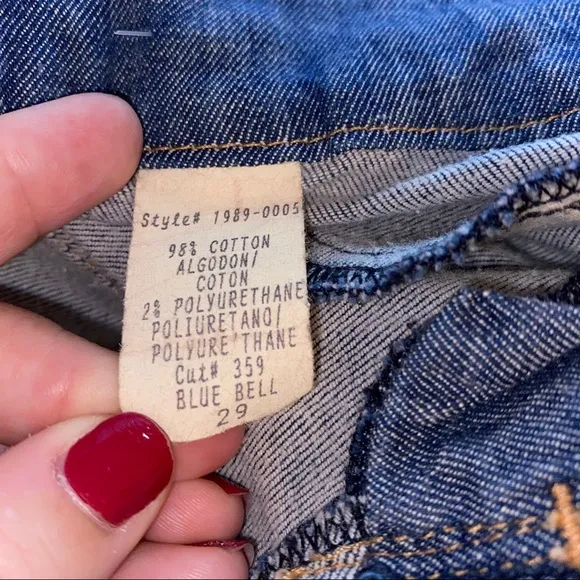 Style# 1989-0005
98% COTTON
ALGODON/
COTON
2% POLYURETHANE
POLIURETANO/
POLYURE THANE
Cut# 359
BLUE BELL
29